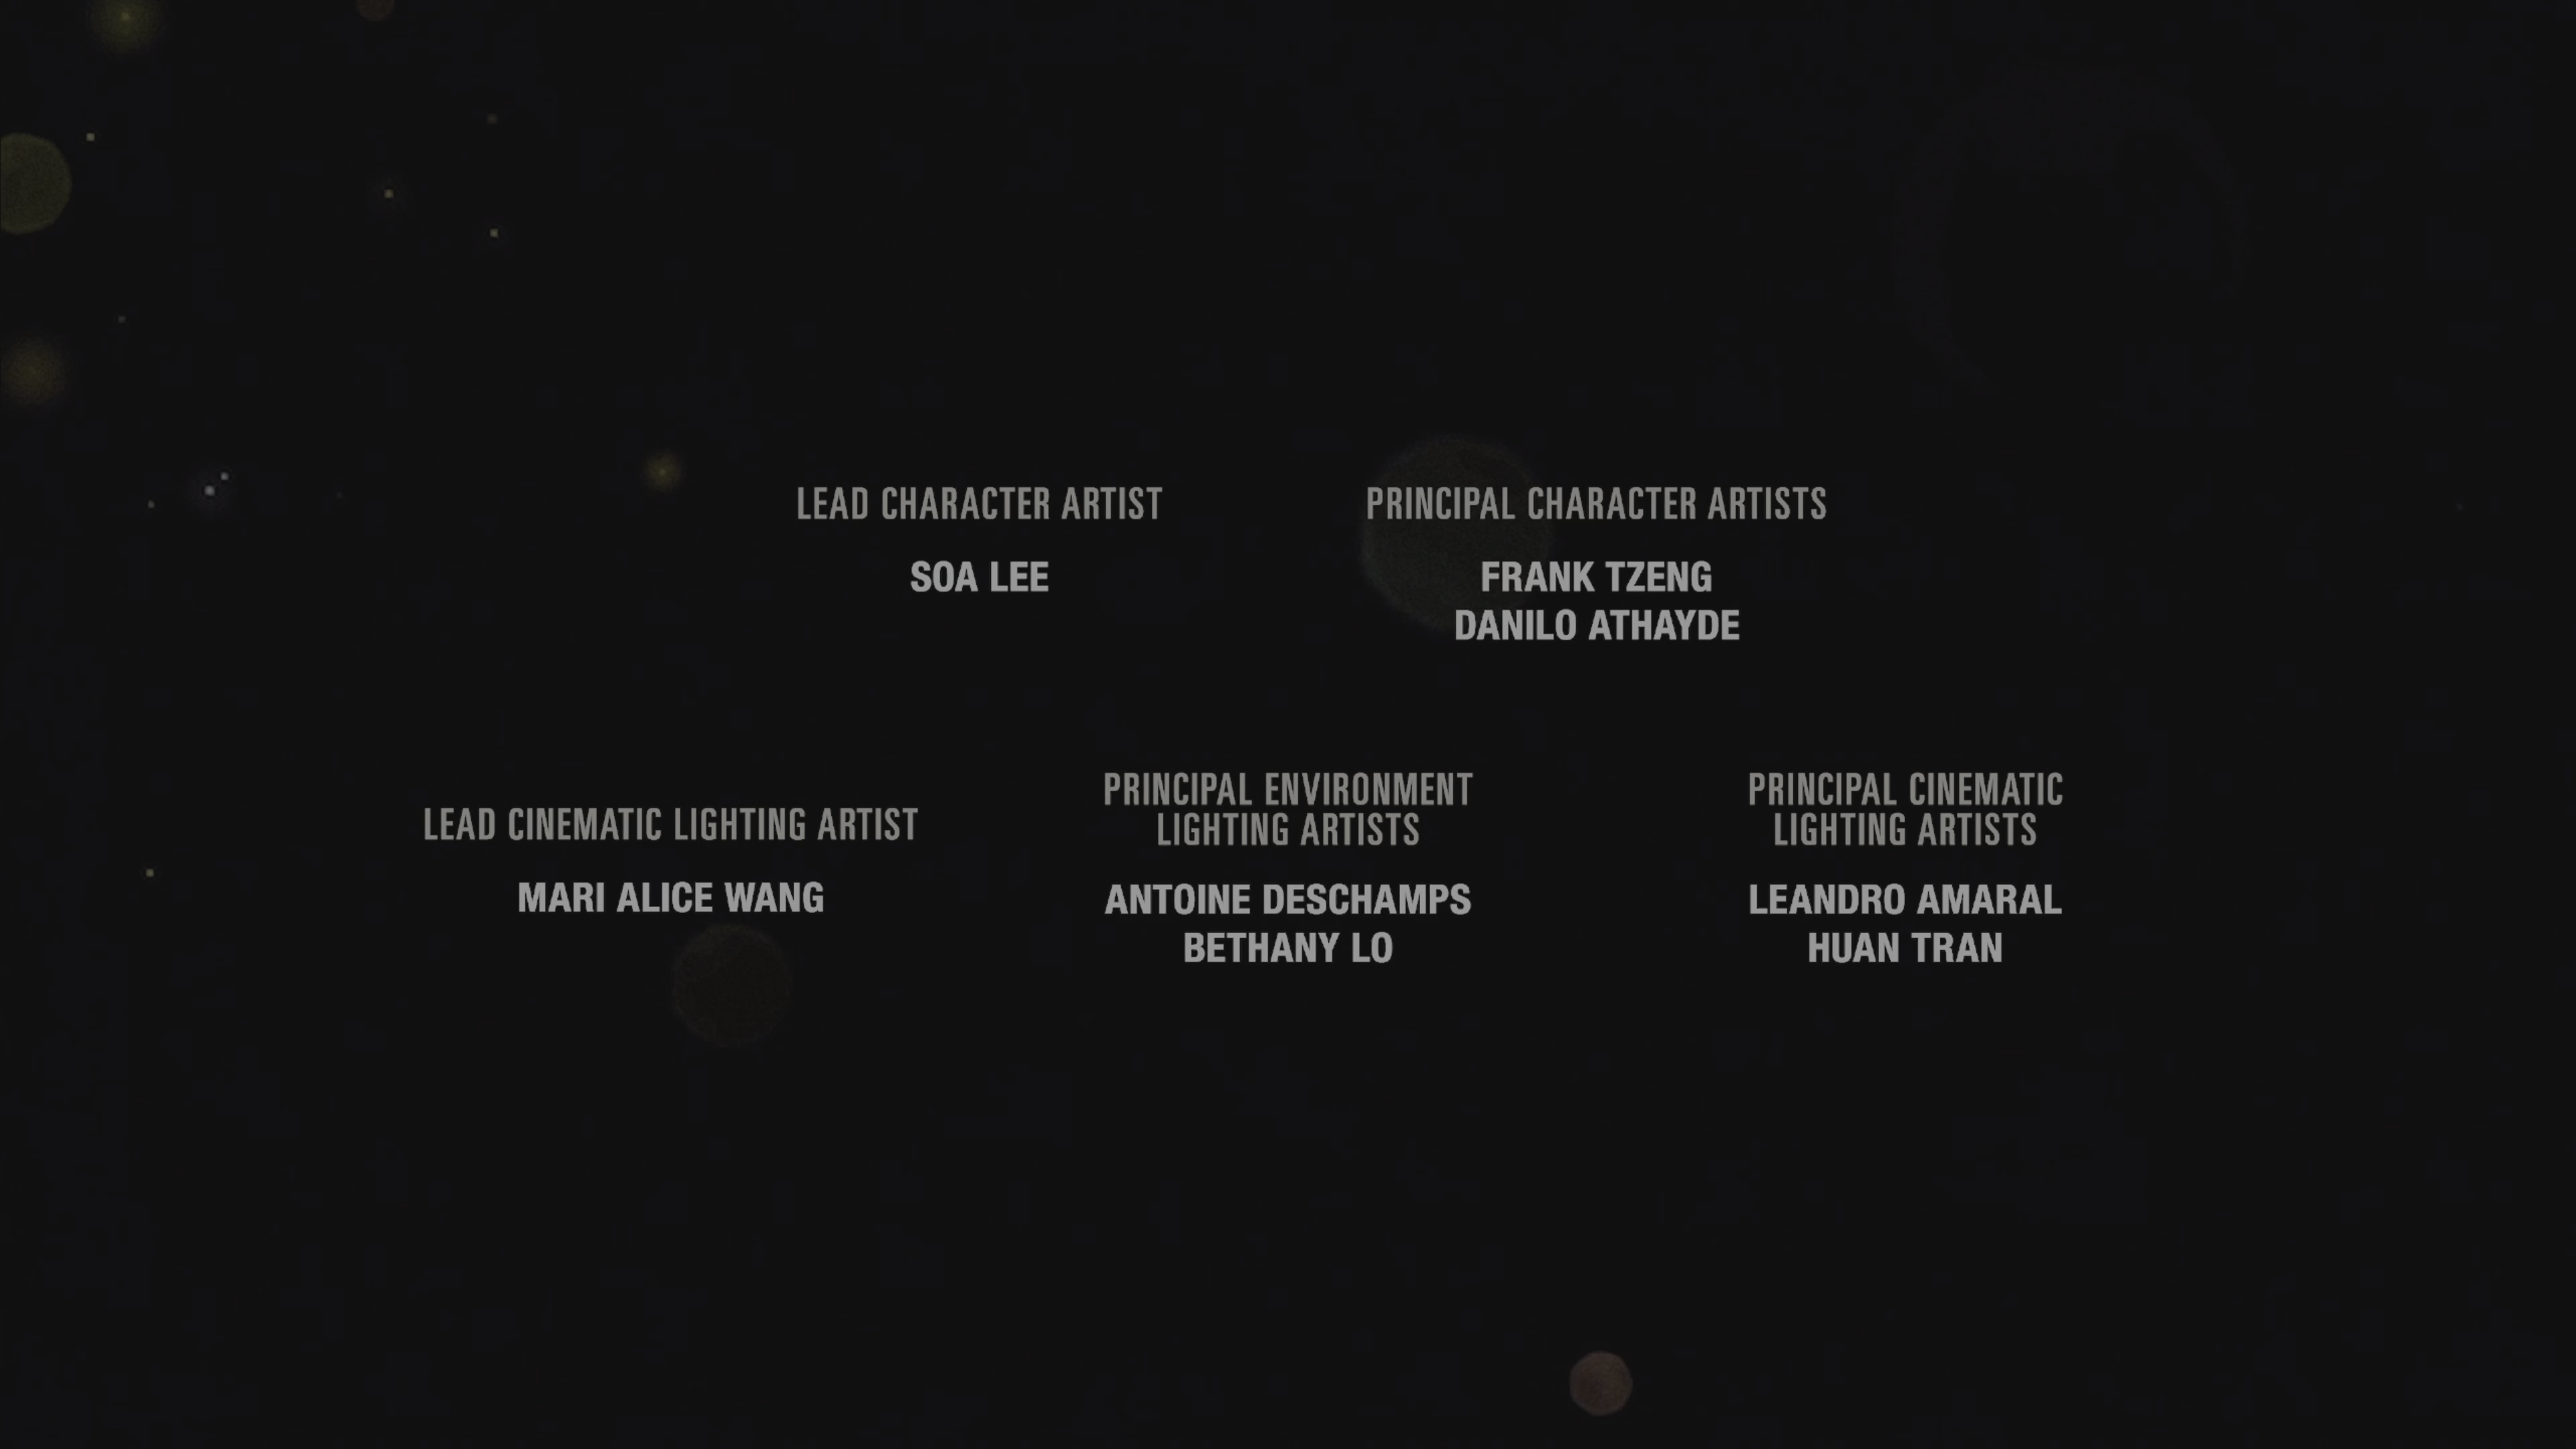 LEAD CHARACTER ARTIST
SOA LEE
PRINCIPAL CHARACTER ARTISTS
FRANK TZENG
DANILO ATHAYDE
LEAD CINEMATIC LIGHTING ARTIST
MARI ALICE WANG
PRINCIPAL ENVIRONMENT
LIGHTING ARTISTS
ANTOINE DESCHAMPS
BETHANY LO
PRINCIPAL CINEMATIC
LIGHTING ARTISTS
LEANDRO AMARAL
HUAN TRAN